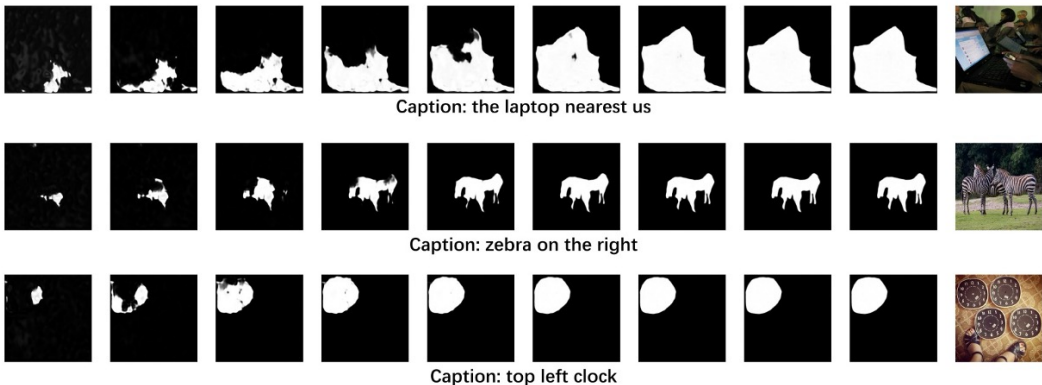 Caption: the laptop nearest us
Caption: zebra on the right
Caption: top left clock